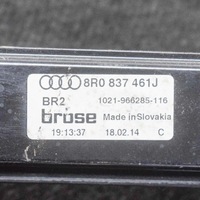 8R0 837 461J
BR2 1021-966285-116
brose Made in Slovakia
19:13:37 18.02.14 C